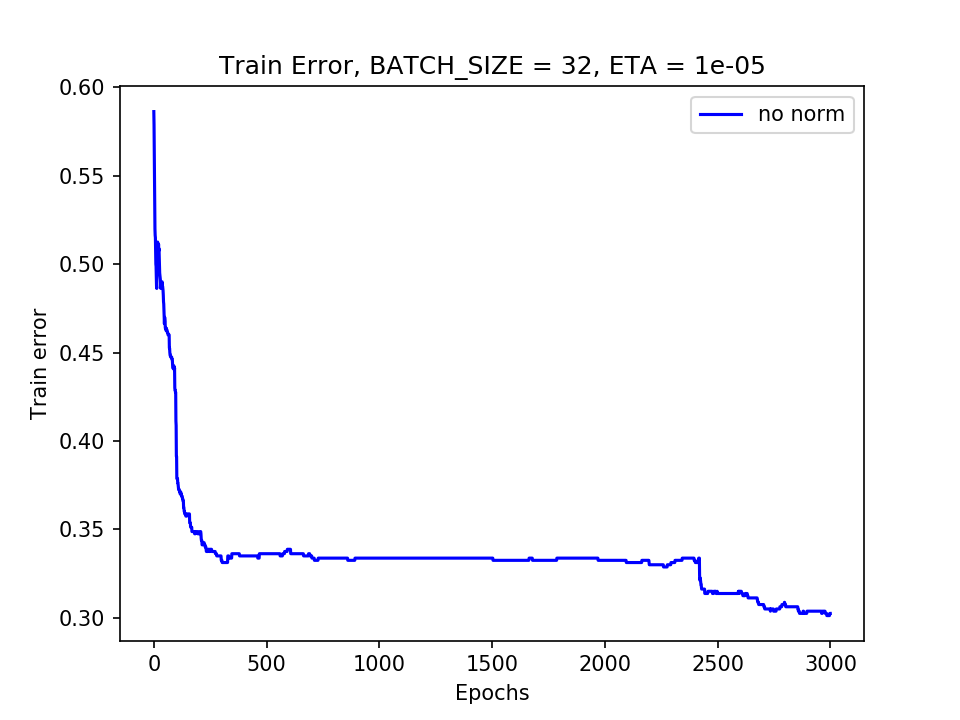 Train Error, BATCH_SIZE = 32, ETA = 1e-05
no norm
0.60
0.55
0.50
0.45
0.40
0.35
0.30
Train error
0 500 1000 1500 2000 2500 3000
Epochs